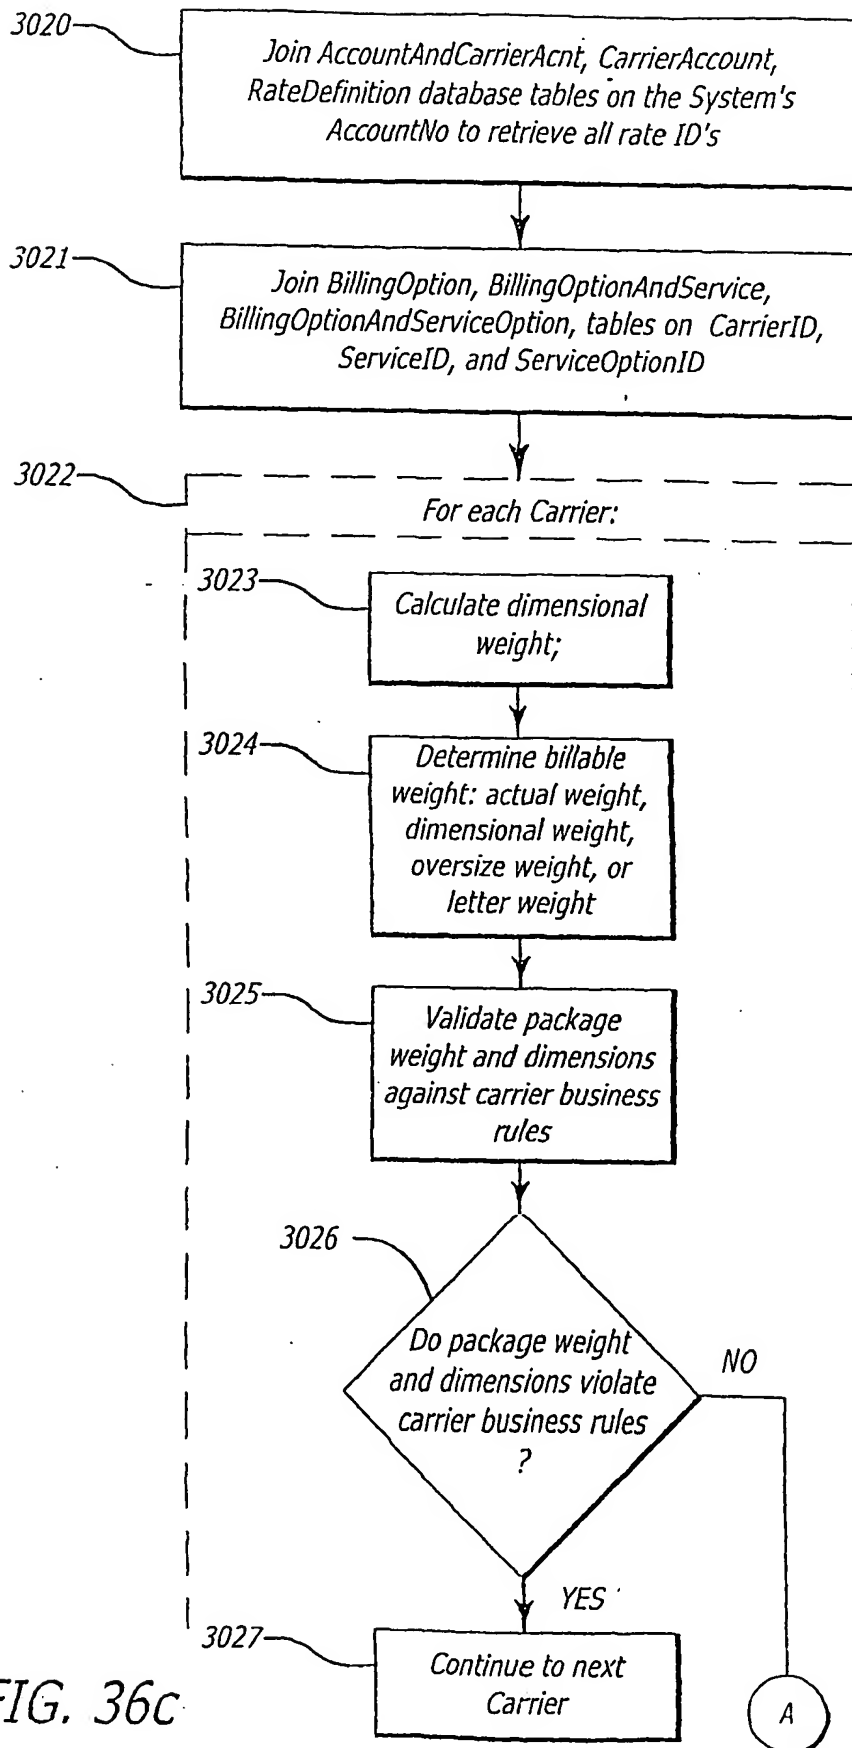 3020
Join AccountAndCarrierAcnt, CarrierAccount,
RateDefinition database tables on the System's
AccountNo to retrieve all rate ID's
3021
Join BillingOption, BillingOptionAndService,
BillingOptionAndServiceOption, tables on CarrierID,
ServiceID, and ServiceOptionID
3022
For each Carrier:
3023
Calculate dimensional
weight;
3024
Determine billable
weight: actual weight,
dimensional weight,
oversize weight, or
letter weight
3025
Validate package
weight and dimensions
against carrier business
rules
3026
Do package weight
and dimensions violate
carrier business rules
?
NO
YES
3027
Continue to next
Carrier
A
FIG. 36c